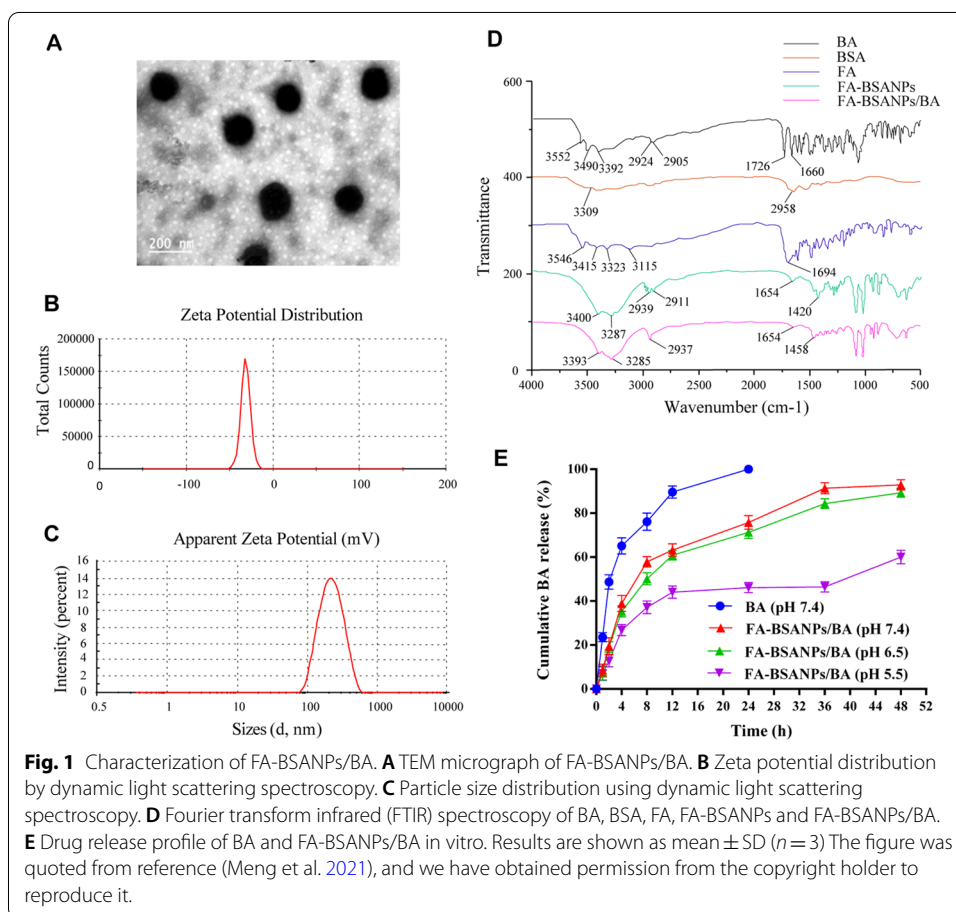 A
200 nm
B
Zeta Potential Distribution
Total Counts
200000
150000
100000
50000
0
0 -100 0 100 200
C
Apparent Zeta Potential (mV)
Intensity (percent)
16
14
12
10
8
6
4
2
0
0.5 1 10 100 1000 10000
Sizes (d, nm)
D
BA
BSA
FA
FA-BSANPs
FA-BSANPs/BA
Transmittance
600
400
200
0
3552
3490
3392
2924
2905
1726
1660
3309
2958
3546
3415
3323
3115
1694
3400
3287
2939
2911
1654
1420
3393
3285
2937
1654
1458
4000 3500 3000 2500 2000 1500 1000 500
Wavenumber (cm-1)
E
Cumulative BA release (%)
100
80
60
40
20
0
BA (pH 7.4)
FA-BSANPs/BA (pH 7.4)
FA-BSANPs/BA (pH 6.5)
FA-BSANPs/BA (pH 5.5)
0 4 8 12 16 20 24 28 32 36 40 44 48 52
Time (h)
Fig. 1 Characterization of FA-BSANPs/BA. A TEM micrograph of FA-BSANPs/BA. B Zeta potential distribution
by dynamic light scattering spectroscopy. C Particle size distribution using dynamic light scattering
spectroscopy. D Fourier transform infrared (FTIR) spectroscopy of BA, BSA, FA, FA-BSANPs and FA-BSANPs/BA.
E Drug release profile of BA and FA-BSANPs/BA in vitro. Results are shown as mean ± SD (n = 3) The figure was
quoted from reference (Meng et al. 2021), and we have obtained permission from the copyright holder to
reproduce it.